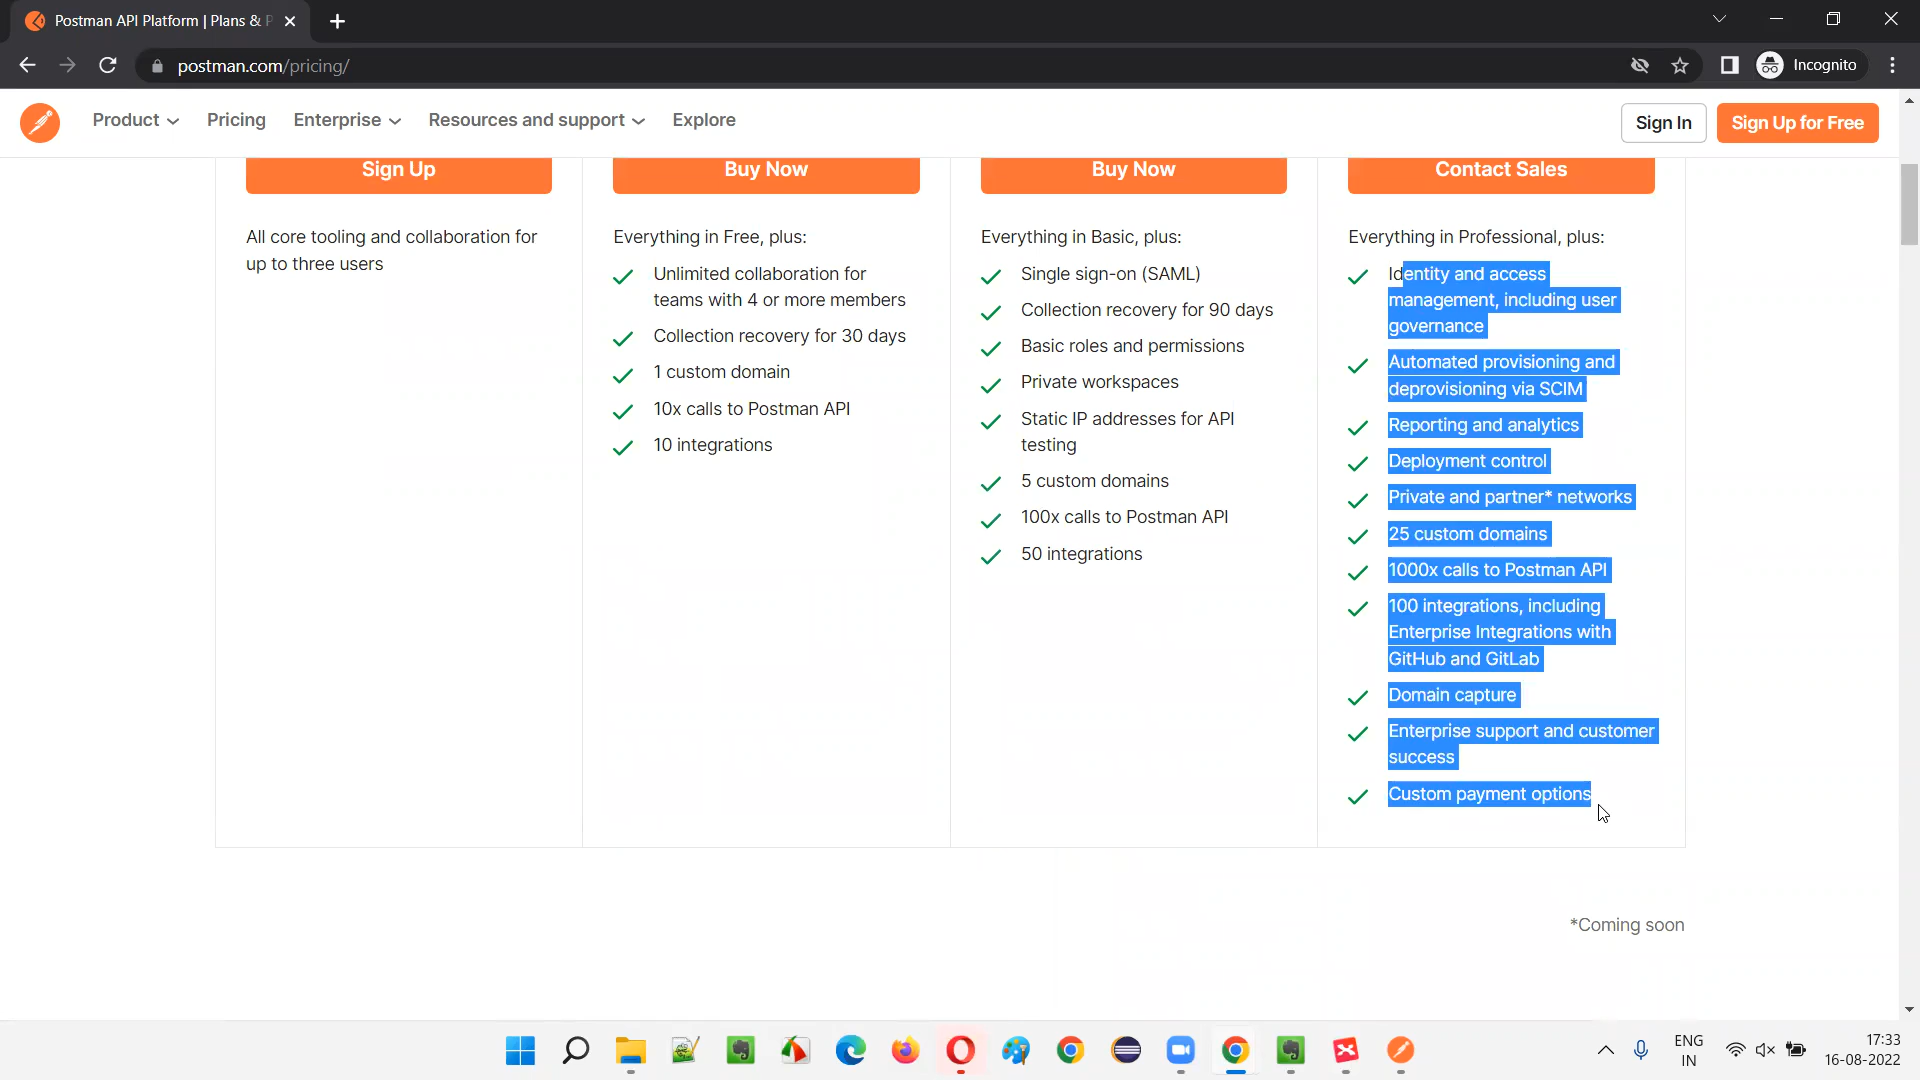 Postman API Platform | Plans & P
postman.com/pricing/
Incognito
Product
Pricing
Enterprise
Resources and support
Explore
Sign In
Sign Up for Free
Sign Up
Buy Now
Buy Now
Contact Sales
All core tooling and collaboration for
up to three users
Everything in Free, plus:
Unlimited collaboration for
teams with 4 or more members
Collection recovery for 30 days
1 custom domain
10x calls to Postman API
10 integrations
Everything in Basic, plus:
Single sign-on (SAML)
Collection recovery for 90 days
Basic roles and permissions
Private workspaces
Static IP addresses for API
testing
5 custom domains
100x calls to Postman API
50 integrations
Everything in Professional, plus:
Identity and access
management, including user
governance
Automated provisioning and
deprovisioning via SCIM
Reporting and analytics
Deployment control
Private and partner* networks
25 custom domains
1000x calls to Postman API
100 integrations, including
Enterprise Integrations with
GitHub and GitLab
Domain capture
Enterprise support and customer
success
Custom payment options
*Coming soon
ENG
IN
17:33
16-08-2022